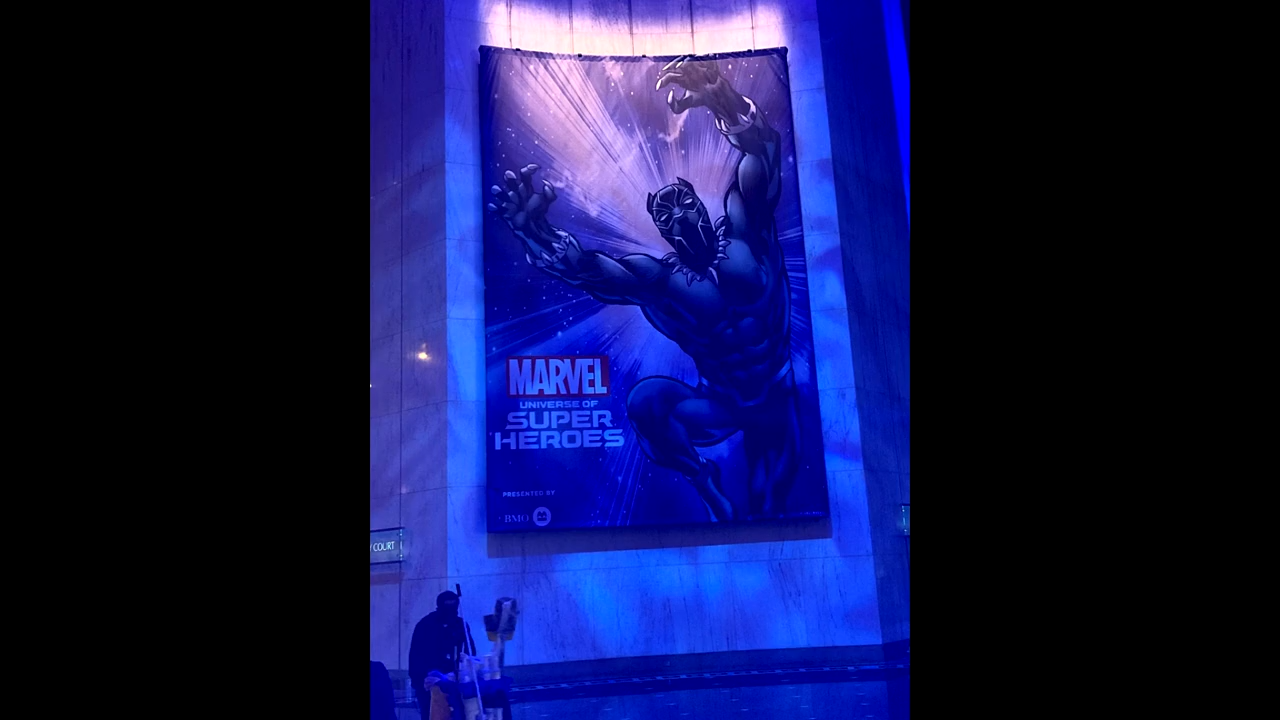 MARVEL
UNIVERSE OF
SUPER
HEROES
PRESENTED BY
BMO
Y COURT